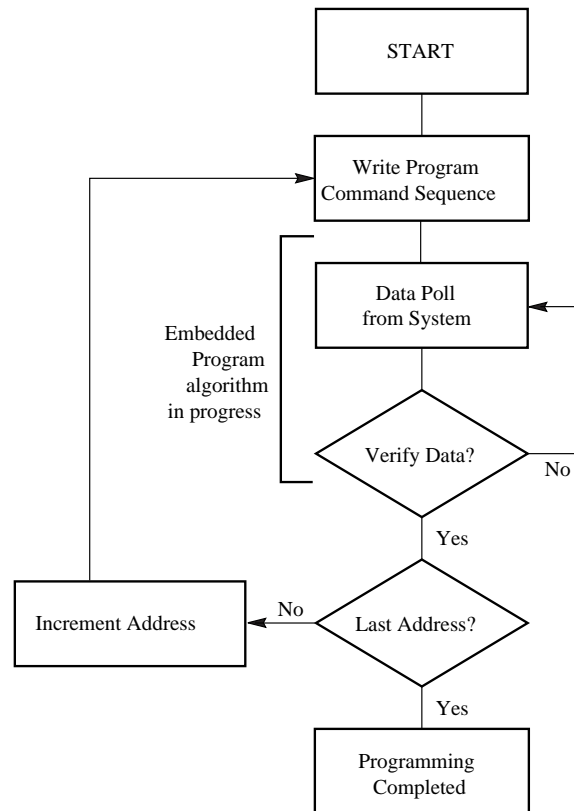 START
Write Program
Command Sequence
Data Poll
from System
Embedded
Program
algorithm
in progress
Verify Data?
No
Yes
No
Increment Address
Last Address?
Yes
Programming
Completed